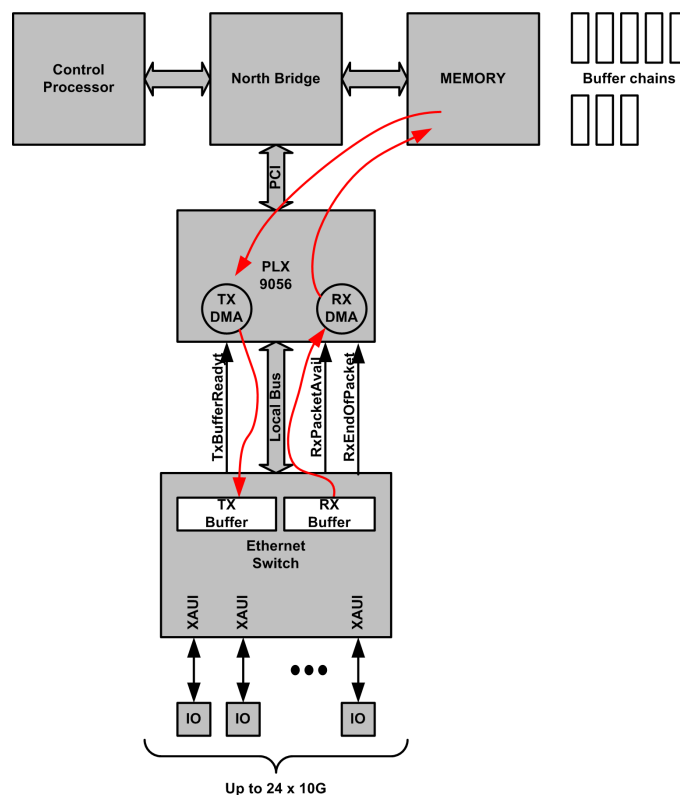 Control
Processor
North Bridge
MEMORY
Buffer chains
PCI
PLX
9056
TX
DMA
RX
DMA
TxBufferReadyt
Local Bus
RxPacketAvail
RxEndOfPacket
TX
Buffer
RX
Buffer
Ethernet
Switch
XAUI
XAUI
XAUI
IO
IO
IO
Up to 24 x 10G